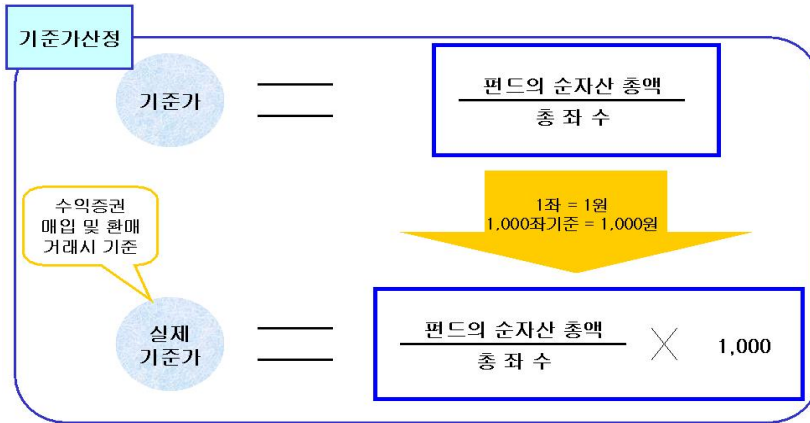 기준가산정
기준가
펀드의 순자산 총액
총 좌 수
1좌 = 1원
1,000좌기준 = 1,000원
수익증권
매입 및 환매
거래시 기준
실제
기준가
펀드의 순자산 총액
총 좌 수
1,000